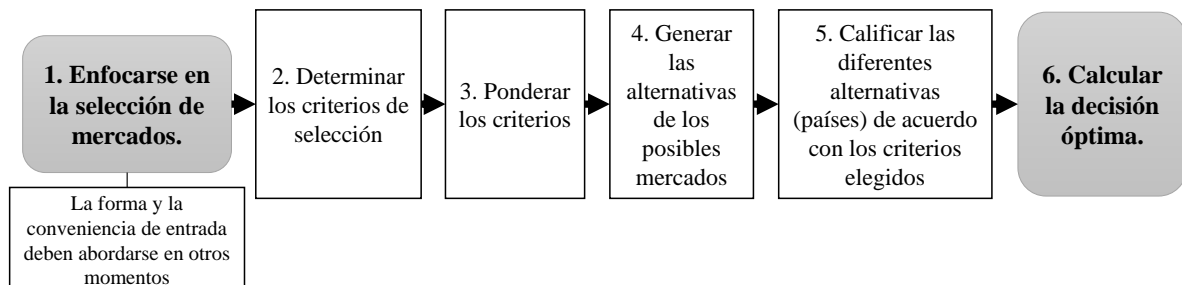 1. Enfocarse en
la selección de
mercados.
La forma y la
conveniencia de entrada
deben abordarse en otros
momentos
2. Determinar
los criterios de
selección
3. Ponderar
los criterios
4. Generar
las
alternativas
de los
posibles
mercados
5. Calificar las
diferentes
alternativas
(países) de acuerdo
con los criterios
elegidos
6. Calcular
la decisión
óptima.